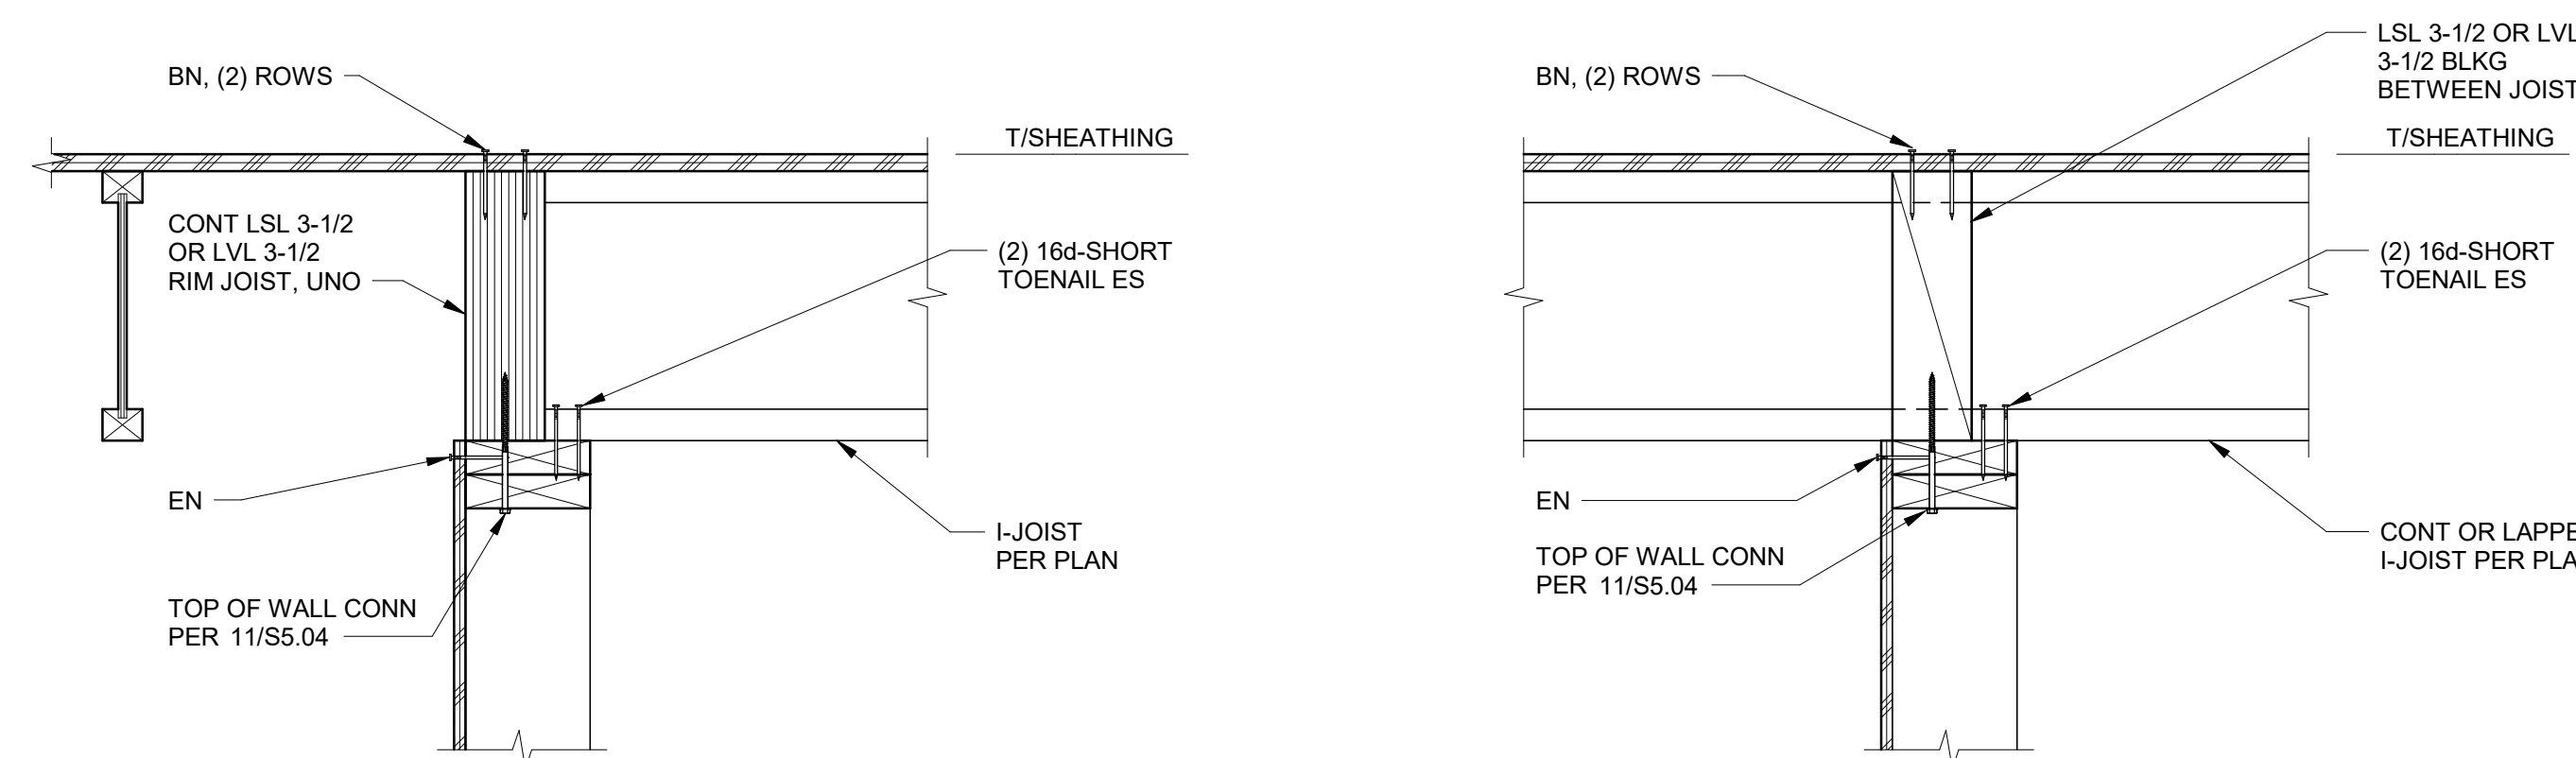 BN, (2) ROWS
T/SHEATHING
CONT LSL 3-1/2
OR LVL 3-1/2
RIM JOIST, UNO
(2) 16d-SHORT
TOENAIL ES
EN
I-JOIST
PER PLAN
TOP OF WALL CONN
PER 11/S5.04
LSL 3-1/2 OR LVL
3-1/2 BLKG
BETWEEN JOIST
BN, (2) ROWS
T/SHEATHING
(2) 16d-SHORT
TOENAIL ES
EN
CONT OR
I-JOIST PER
TOP OF WALL CONN
PER 11/S5.04